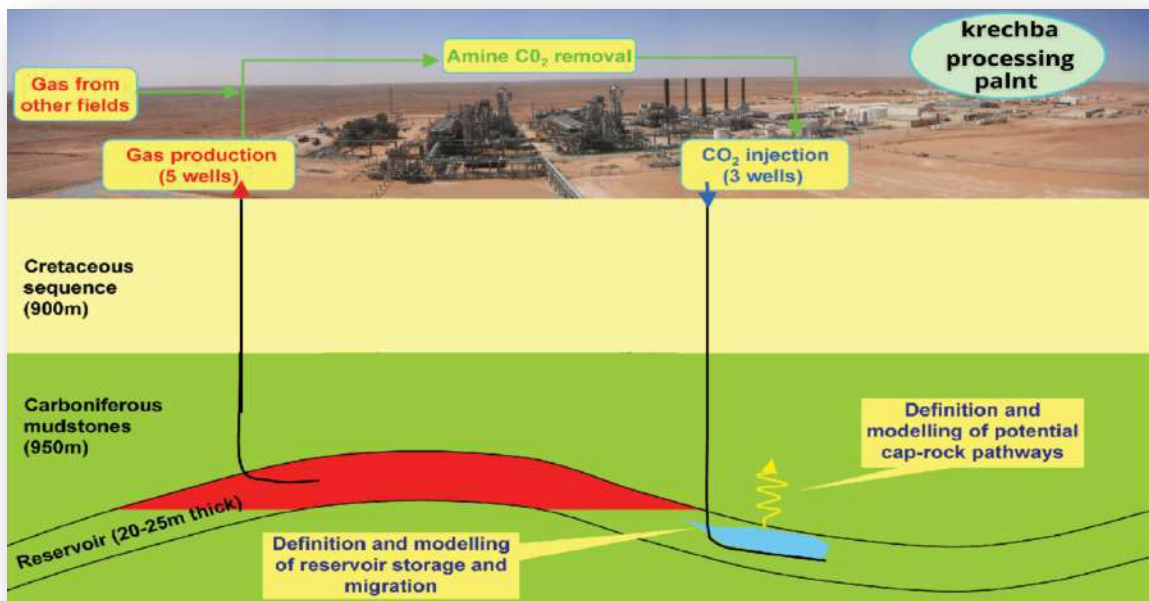 krechba
processing
palnt
Amine C0₂ removal
Gas from
other fields
Gas production
(5 wells)
CO₂ injection
(3 wells)
Cretaceous
sequence
(900m)
Carboniferous
mudstones
(950m)
Definition and
modelling of potential
cap-rock pathways
Reservoir (20-25m thick)
Definition and modelling
of reservoir storage and
migration